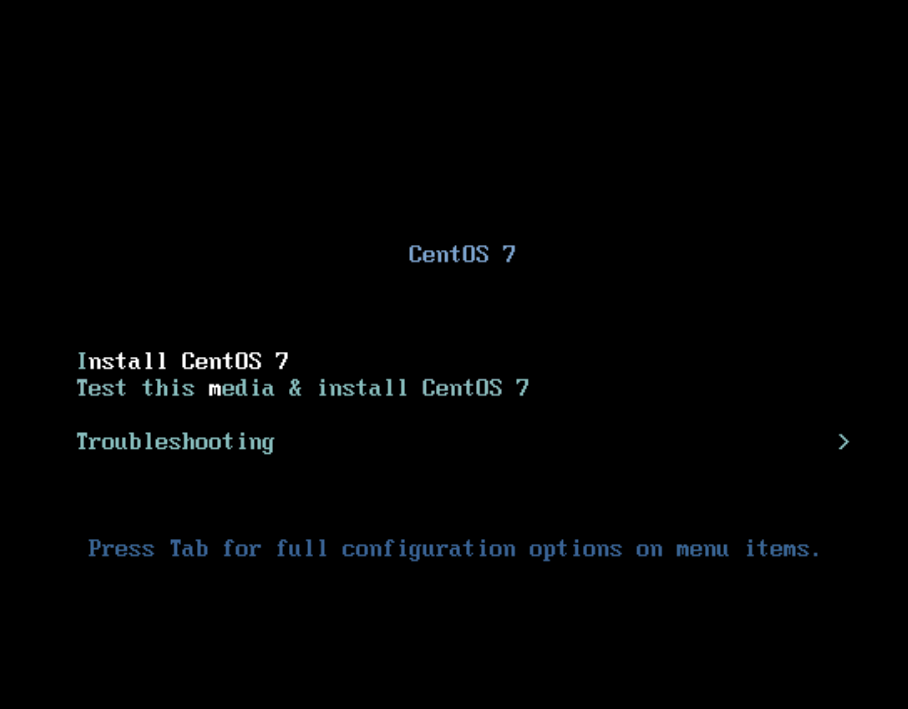 CentOS 7
Install CentOS 7
Test this media & install CentOS 7
Troubleshooting >
Press Tab for full configuration options on menu items.